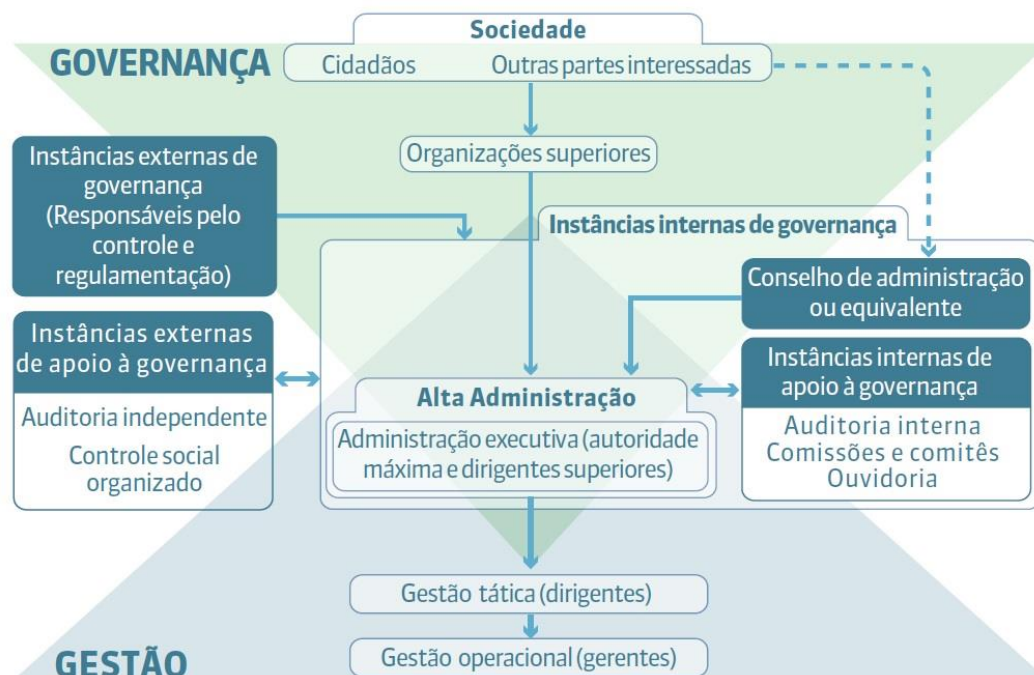 Sociedade
GOVERNANÇA
Cidadãos
Outras partes interessadas
Organizações superiores
Instâncias externas de
governança
(Responsáveis pelo
controle e
regulamentação)
Instâncias internas de governança
Conselho de administração
ou equivalente
Instâncias externas
de apoio à governança
Auditoria independente
Controle social
organizado
Alta Administração
Administração executiva (autoridade
máxima e dirigentes superiores)
Instâncias internas de
apoio à governança
Auditoria interna
Comissões e comitês
Ouvidoria
Gestão tática (dirigentes)
Gestão operacional (gerentes)
GESTÃO